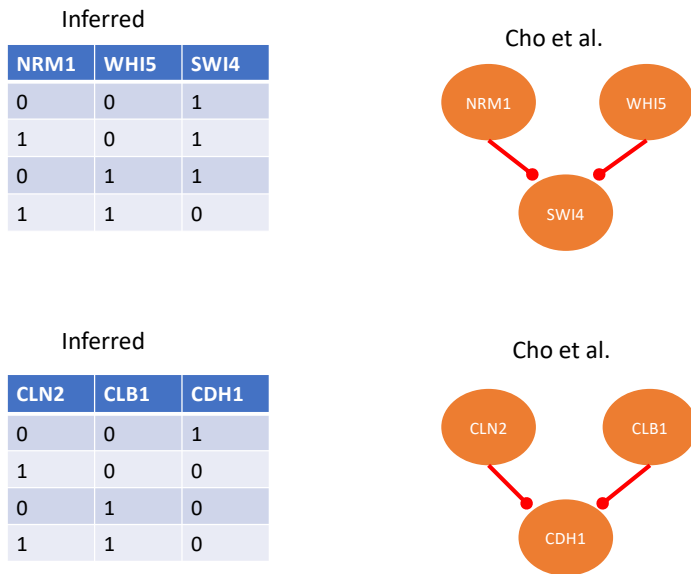 Inferred
NRM1 WHI5 SWI4
0 0 1
1 0 1
0 1 1
1 1 0
Cho et al.
NRM1 WHI5
SWI4
Inferred
CLN2 CLB1 CDH1
0 0 1
1 0 0
0 1 0
1 1 0
Cho et al.
CLN2 CLB1
CDH1